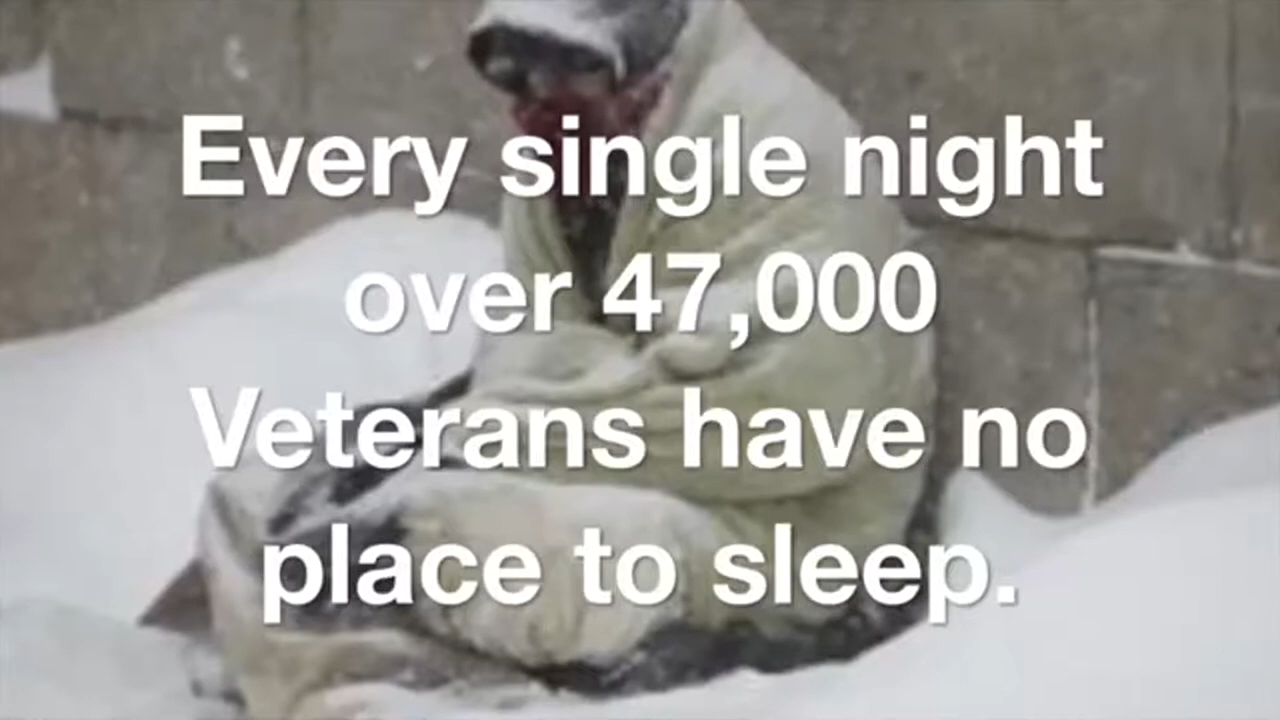 Every single night
over 47,000
Veterans have no
place to sleep.